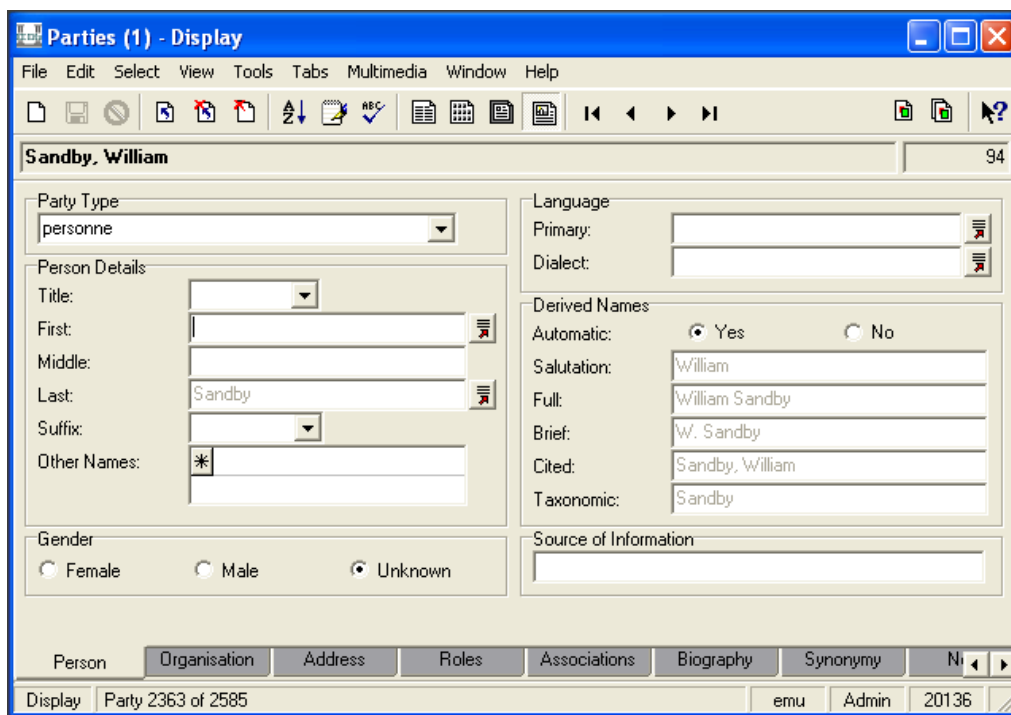 Parties (1) - Display
File Edit Select View Tools Tabs Multimedia Window Help
Sandby, William 94
Party Type
personne
Person Details
Title:
First:
Middle:
Last: Sandby
Suffix:
Other Names:
Gender
Female Male Unknown
Language
Primary:
Dialect:
Derived Names
Automatic: Yes No
Salutation: William
Full: William Sandby
Brief: W. Sandby
Cited: Sandby, William
Taxonomic: Sandby
Source of Information
Person Organisation Address Roles Associations Biography Synonymy
Display Party 2363 of 2585 emu Admin 20136